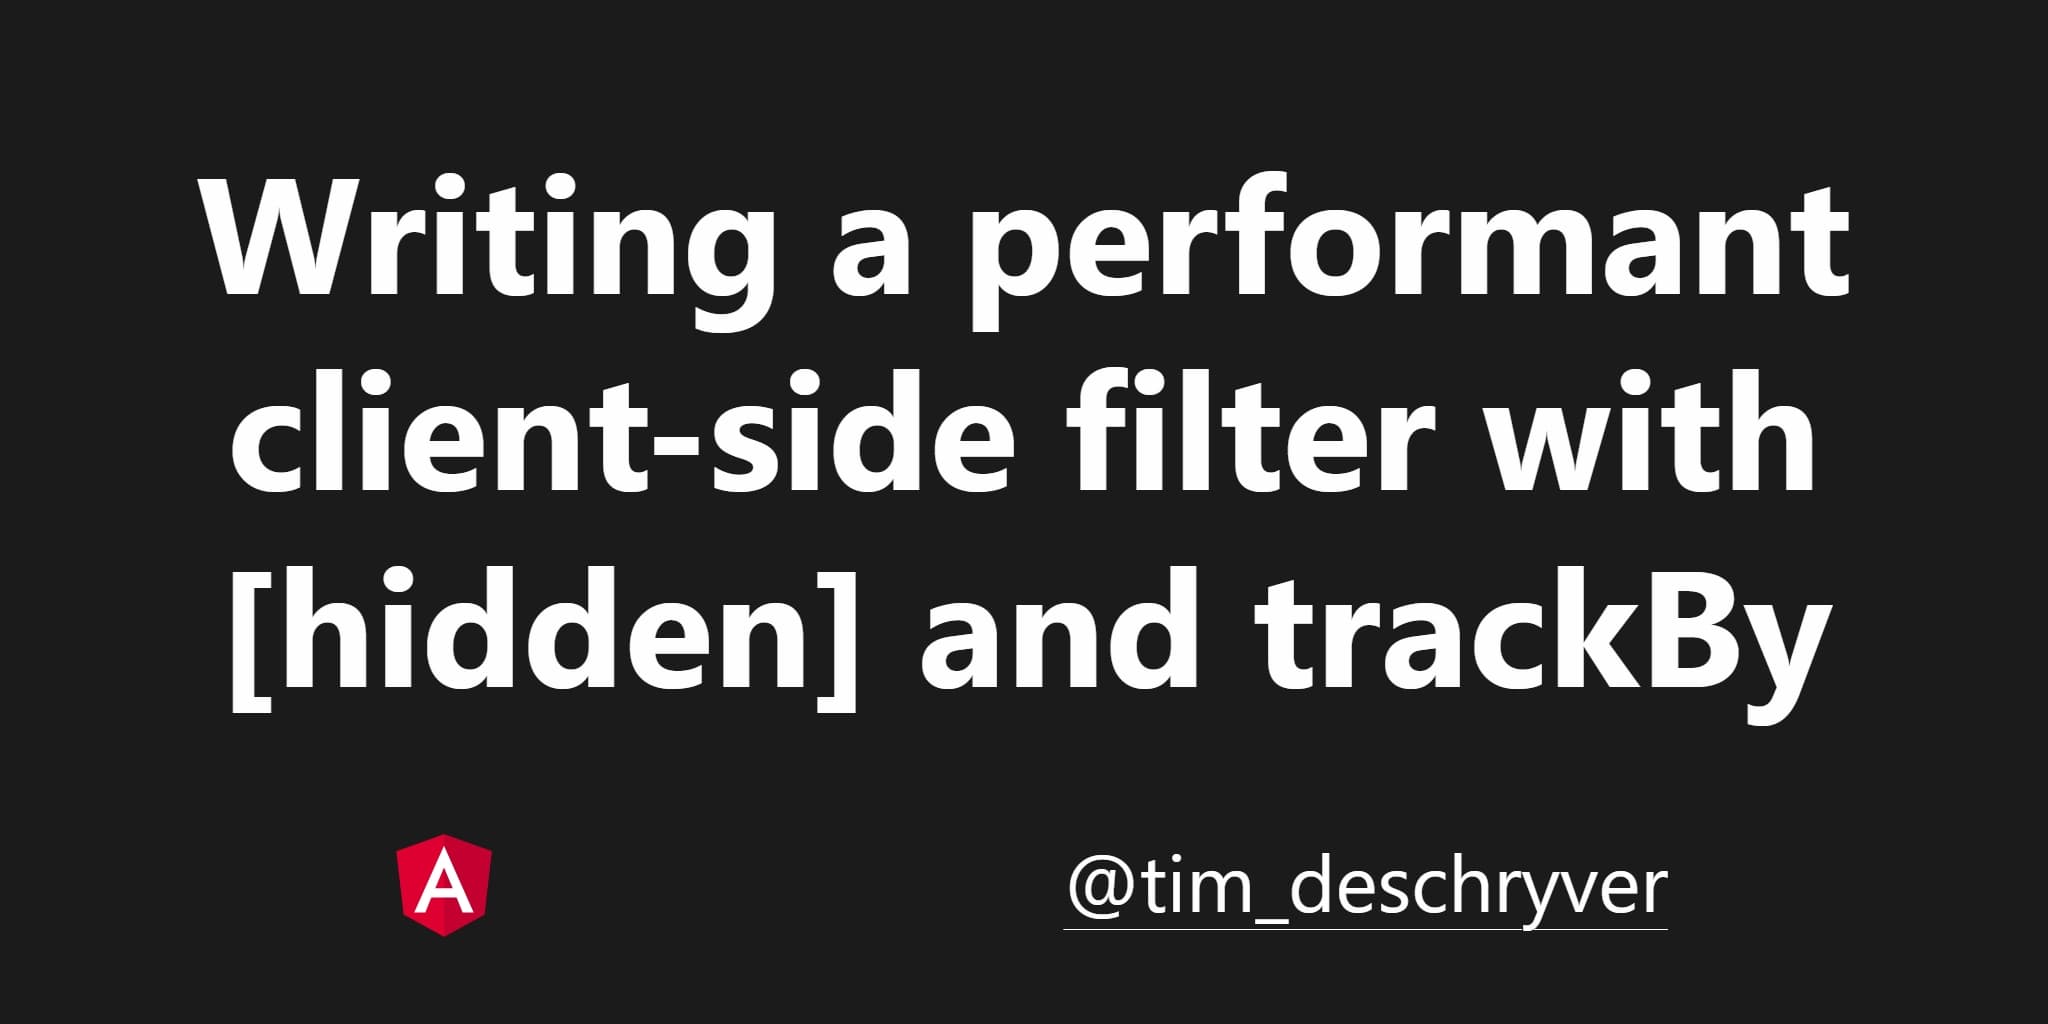 Writing a performant
client-side filter with
[hidden] and trackBy
A
@tim_deschryver